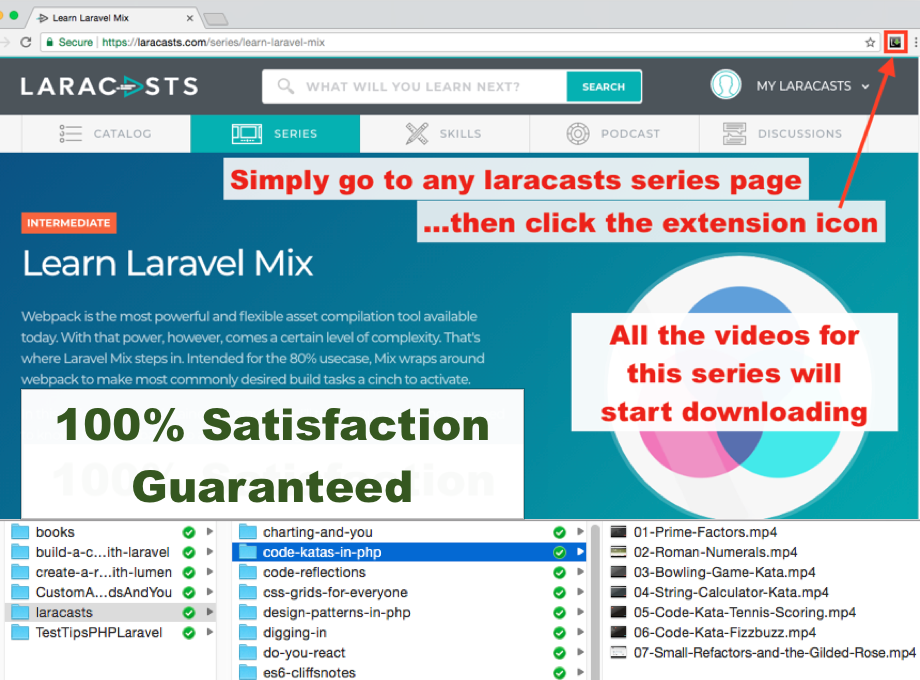 Learn Laravel Mix
Secure https://laracasts.com/series/learn-laravel-mix
LARACASTS
WHAT WILL YOU LEARN NEXT?
SEARCH
MY LARACASTS
CATALOG
SERIES
SKILLS
PODCAST
DISCUSSIONS
Simply go to any laracasts series page
...then click the extension icon
INTERMEDIATE
Learn Laravel Mix
Webpack is the most powerful and flexible asset compilation tool available
today. With that power, however, comes a certain level of complexity. That's
where Laravel Mix steps in. Intended for the 80% usecase, Mix wraps around
webpack to make most commonly desired build tasks a cinch to activate.
All the videos for
this series will
start downloading
100% Satisfaction
Guaranteed
books
build-a-c...ith-laravel
create-a-r...ith-lumen
CustomA...dsAndYou
laracasts
TestTipsPHPLaravel
charting-and-you
code-katas-in-php
code-reflections
css-grids-for-everyone
design-patterns-in-php
digging-in
do-you-react
es6-cliffsnotes
01-Prime-Factors.mp4
02-Roman-Numerals.mp4
03-Bowling-Game-Kata.mp4
04-String-Calculator-Kata.mp4
05-Code-Kata-Tennis-Scoring.mp4
06-Code-Kata-Fizzbuzz.mp4
07-Small-Refactors-and-the-Gilded-Rose.mp4